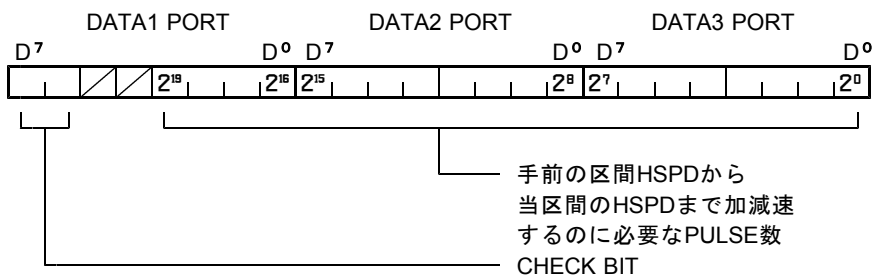 DATA1 PORT DATA2 PORT DATA3 PORT
D⁷ D⁰ D⁷ D⁰ D⁷ D⁰
2¹⁹ 2¹⁶ 2¹⁵ 2⁸ 2⁷ 2⁰
手前の区間HSPDから
当区間のHSPDまで加減速
するのに必要なPULSE数
CHECK BIT